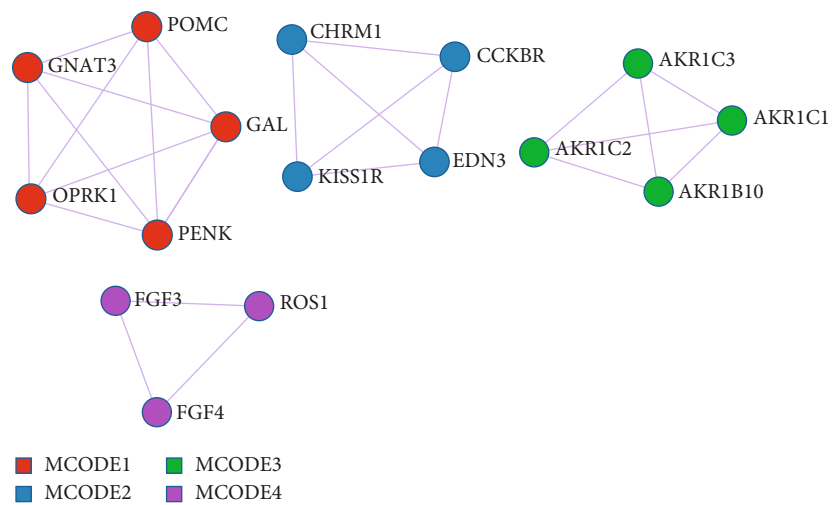 POMC
GNAT3
GAL
OPRK1
PENK
CHRM1
CCKBR
KISS1R
EDN3
AKR1C3
AKR1C1
AKR1C2
AKR1B10
FGF3
ROS1
FGF4
MCODE1
MCODE2
MCODE3
MCODE4